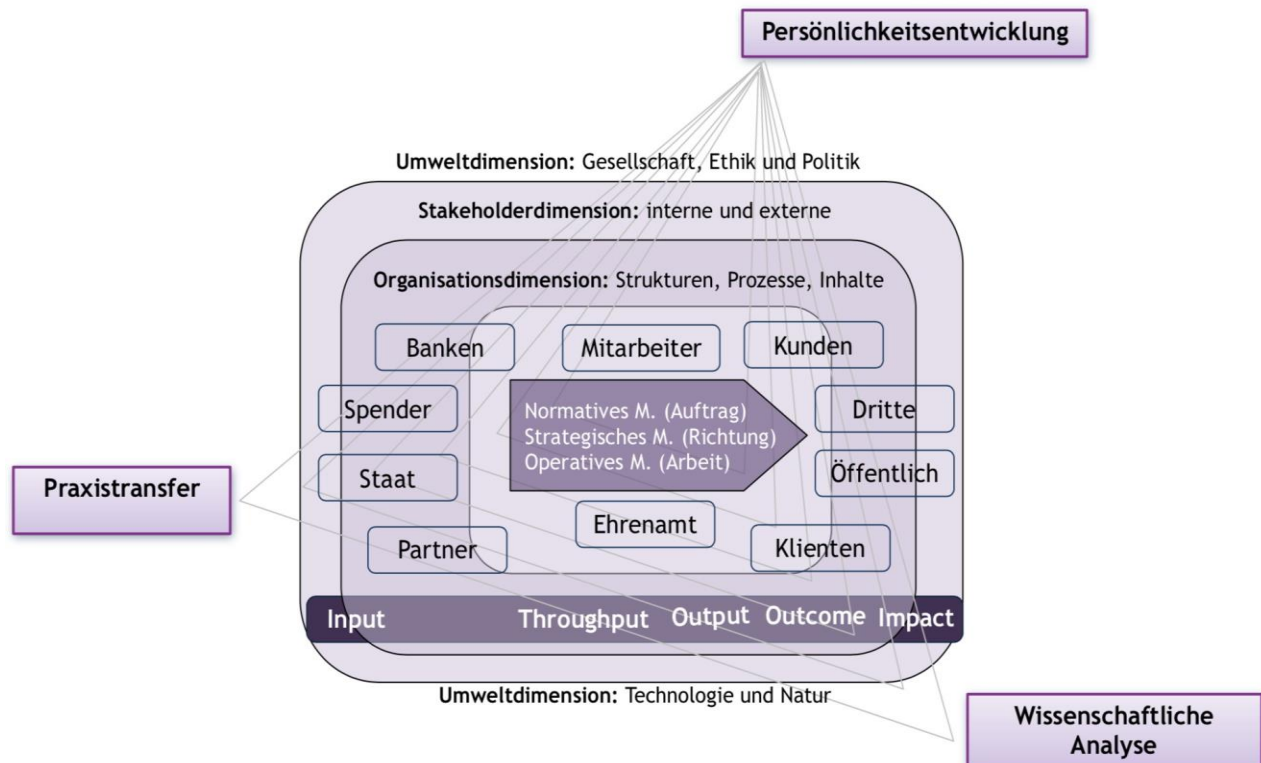 Persönlichkeitsentwicklung
Umweltdimension: Gesellschaft, Ethik und Politik
Stakeholderdimension: interne und externe
Organisationsdimension: Strukturen, Prozesse, Inhalte
Banken
Mitarbeiter
Kunden
Spender
Dritte
Normatives M. (Auftrag)
Strategisches M. (Richtung)
Operatives M. (Arbeit)
Staat
Öffentlich
Praxistransfer
Partner
Ehrenamt
Klienten
Input
Throughput
Output
Outcome
Impact
Umweltdimension: Technologie und Natur
Wissenschaftliche
Analyse